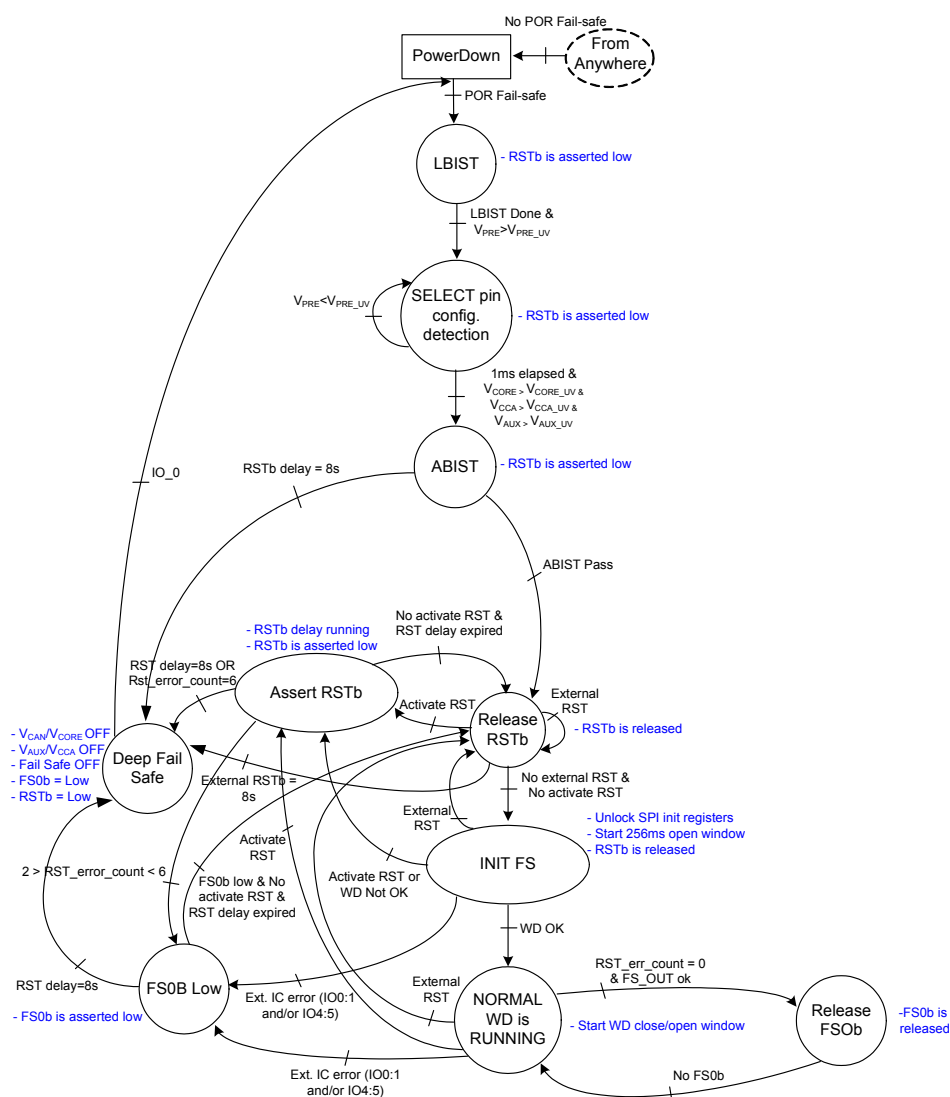 No POR Fail-safe
From
Anywhere
PowerDown
POR Fail-safe
LBIST
- RSTb is asserted low
LBIST Done &
VPRE>VPRE_UV
VPRE<VPRE_UV
SELECT pin
config.
detection
- RSTb is asserted low
1ms elapsed &
VCORE > VCORE_UV &
VCCA > VCCA_UV &
VAUX > VAUX_UV
ABIST
- RSTb is asserted low
IO_0
RSTb delay = 8s
ABIST Pass
- RSTb delay running
- RSTb is asserted low
No activate RST &
RST delay expired
RST delay=8s OR
Rst_error_count=6
Assert RSTb
Activate RST
Release
RSTb
External
RST
- RSTb is released
- VCAN/VCORE OFF
- VAUX/VCCA OFF
- Fail Safe OFF
- FS0b = Low
- RSTb = Low
Deep Fail
Safe
External RSTb =
8s
No external RST &
No activate RST
External
RST
- Unlock SPI init registers
- Start 256ms open window
- RSTb is released
INIT FS
Activate
RST
2 > RST_error_count < 6
FS0b low & No
activate RST &
RST delay expired
Activate RST or
WD Not OK
WD OK
RST delay=8s
FS0B Low
- FS0b is asserted low
Ext. IC error (IO0:1
and/or IO4:5)
External
RST
NORMAL
WD is
RUNNING
- Start WD close/open window
RST_err_count = 0
& FS_OUT ok
Release
FSOb
-FS0b is
released
Ext. IC error (IO0:1
and/or IO4:5)
No FS0b